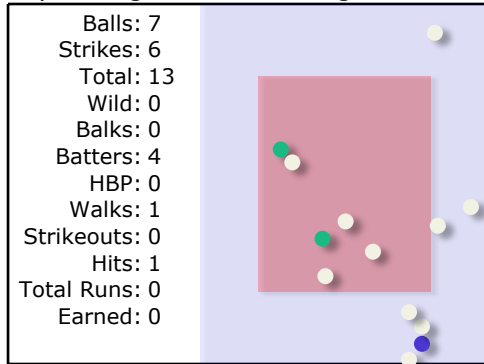 Balls: 7
Strikes: 6
Total: 13
Wild: 0
Balks: 0
Batters: 4
HBP: 0
Walks: 1
Strikeouts: 0
Hits: 1
Total Runs: 0
Earned: 0